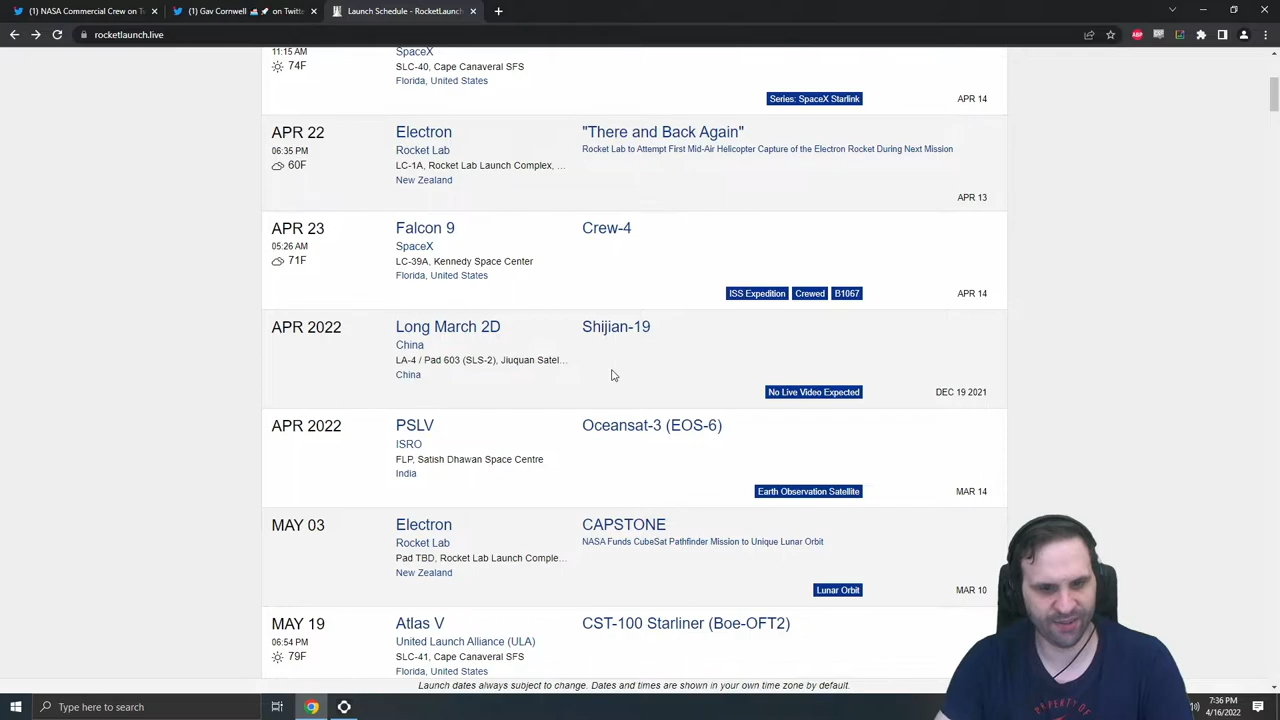 (1) NASA Commercial Crew on T
(2) Gav Cornwell
on Twitt
Launch Schedule - RocketLaunch
rocketlaunch.live
ABP
11:15 AM
SpaceX
74F
SLC-40, Cape Canaveral SFS
Florida, United States
Series: SpaceX Starlink
APR 14
APR 22
Electron
"There and Back Again"
06:35 PM
Rocket Lab
Rocket Lab to Attempt First Mid-Air Helicopter Capture of the Electron Rocket During Next Mission
60F
LC-1A, Rocket Lab Launch Complex, ...
New Zealand
APR 13
APR 23
Falcon 9
Crew-4
05:26 AM
SpaceX
71F
LC-39A, Kennedy Space Center
Florida, United States
ISS Expedition
Crewed
B1067
APR 14
APR 2022
Long March 2D
Shijian-19
China
LA-4 / Pad 603 (SLS-2), Jiuquan Satel...
China
No Live Video Expected
DEC 19 2021
APR 2022
PSLV
Oceansat-3 (EOS-6)
ISRO
FLP, Satish Dhawan Space Centre
India
Earth Observation Satellite
MAR 14
MAY 03
Electron
CAPSTONE
Rocket Lab
NASA Funds CubeSat Pathfinder Mission to Unique Lunar Orbit
Pad TBD, Rocket Lab Launch Comple...
New Zealand
Lunar Orbit
MAR 10
MAY 19
Atlas V
CST-100 Starliner (Boe-OFT2)
06:54 PM
United Launch Alliance (ULA)
79F
SLC-41, Cape Canaveral SFS
Florida, United States
Launch dates always subject to change. Dates and times are shown in your own time zone by default.
Type here to search
7:36 PM
4/16/2022
PROPERTY OF